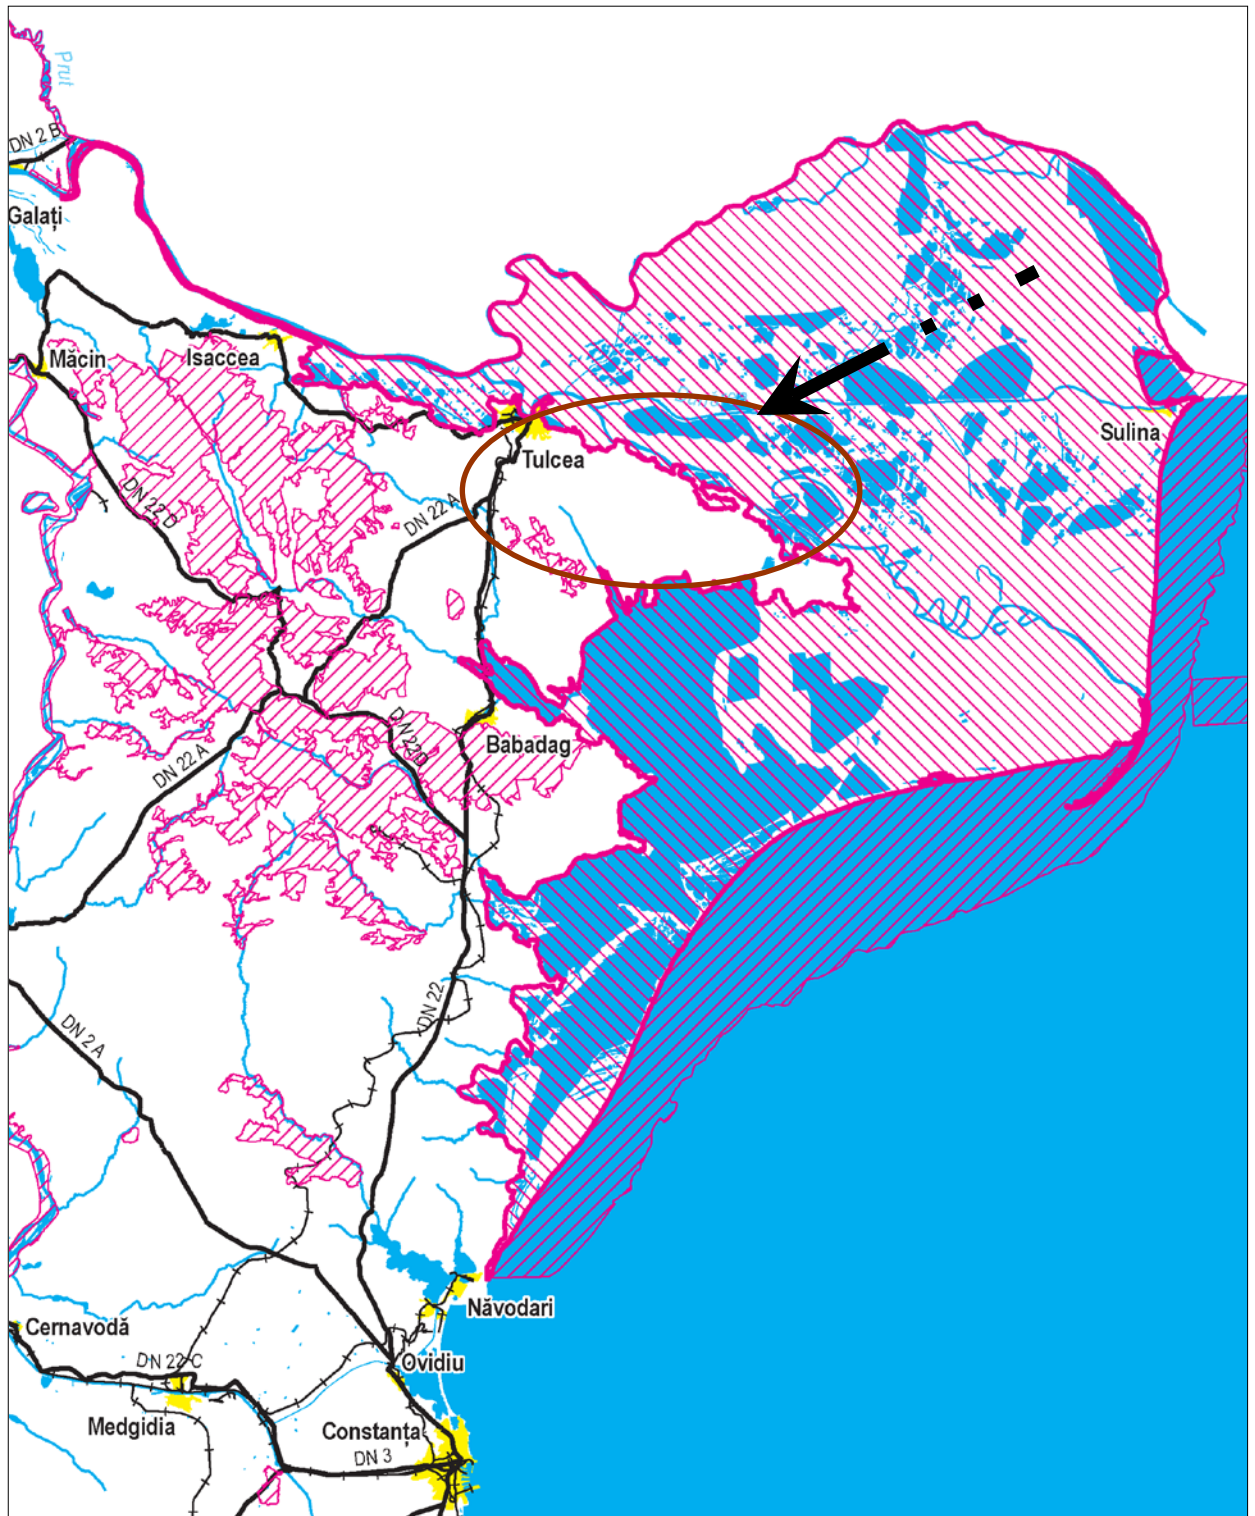 Prut
DN 2 B
Galați
Măcin
Isaccea
Tulcea
Sulina
DN 22 D
DN 22 A
DN 22 A
DN 22D
Babadag
DN 22
DN 2 A
Năvodari
Cernavodă
DN 22 C
Ovidiu
Medgidia
Constanța
DN 3